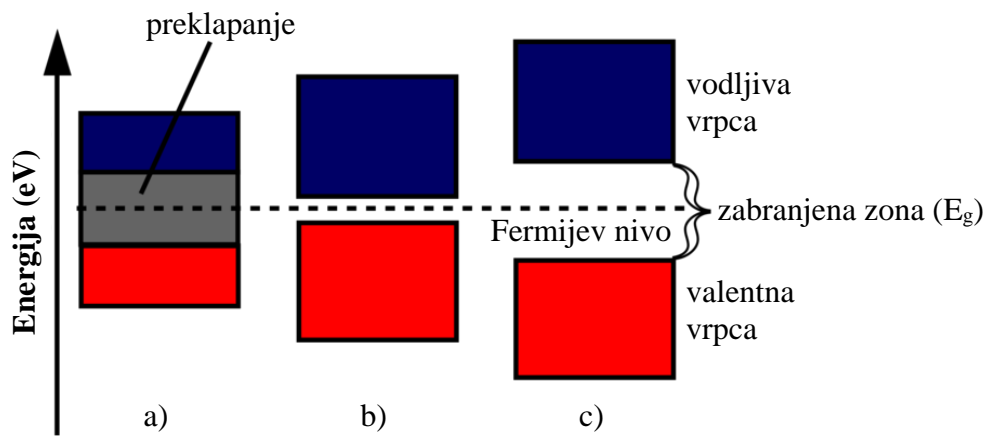 preklapanje
Energija (eV)
vodljiva
vrpca
Fermijev nivo
zabranjena zona (Eg)
valentna
vrpca
a)
b)
c)